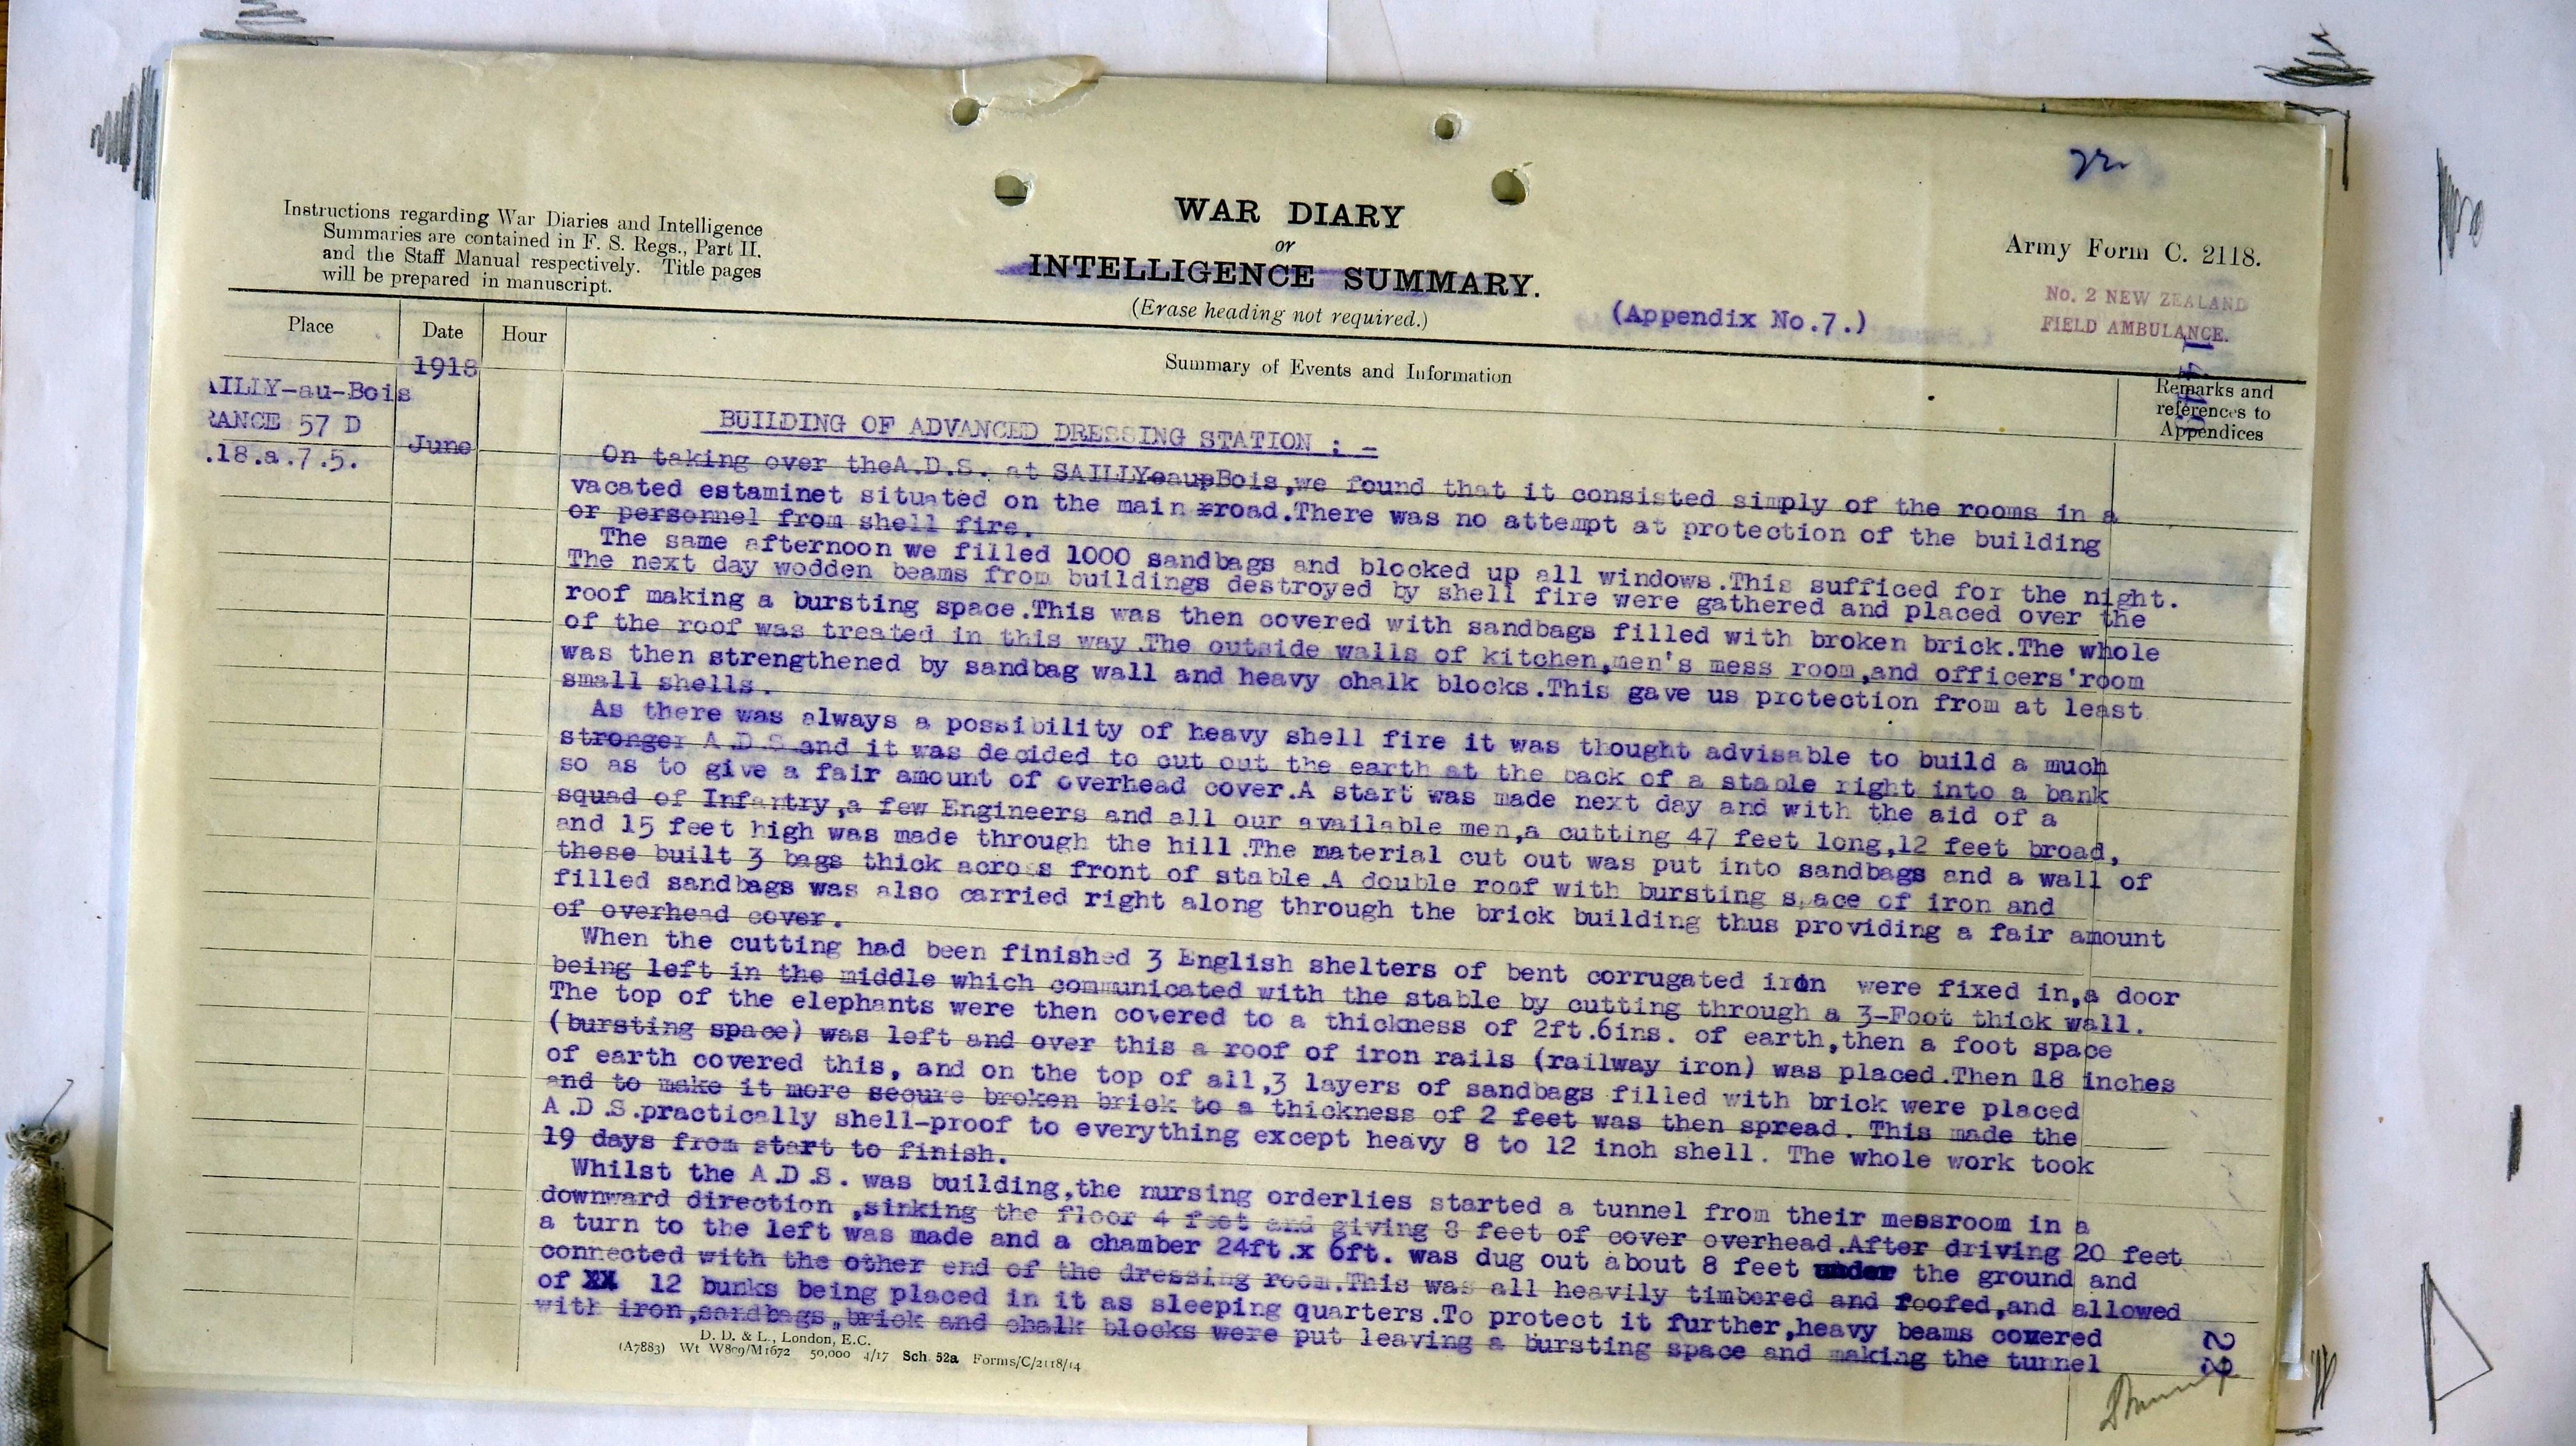 22
Instructions regarding War Diaries and Intelligence
Summaries are contained in F. S. Regs., Part II.
and the Staff Manual respectively. Title pages
will be prepared in manuscript.
WAR DIARY
or
INTELLIGENCE SUMMARY.
(Erase heading not required.)
(Appendix No.7.)
Army Form C. 2118.
No. 2 NEW ZEALAND
FIELD AMBULANCE.
Place
Date
Hour
Summary of Events and Information
Remarks and
references to
Appendices
1918
AILLY-au-Bois
RANCE 57 D
June
.18.a.7.5.
BUILDING OF ADVANCED DRESSING STATION : -
On taking over theA.D.S. at SAILLYeaupBois,we found that it consisted simply of the rooms in a
vacated estaminet situated on the main rroad.There was no attempt at protection of the building
or personnel from shell fire.
The same afternoon we filled 1000 sandbags and blocked up all windows.This sufficed for the night.
The next day wodden beams from buildings destroyed by shell fire were gathered and placed over the
roof making a bursting space.This was then covered with sandbags filled with broken brick.The whole
of the roof was treated in this way.The outside walls of kitchen,men's mess room,and officers'room
was then strengthened by sandbag wall and heavy chalk blocks.This gave us protection from at least
small shells.
As there was always a possibility of heavy shell fire it was thought advisable to build a much
stronger A.D.S.and it was decided to cut out the earth at the back of a stable right into a bank
so as to give a fair amount of overhead cover.A start was made next day and with the aid of a
squad of Infantry,a few Engineers and all our available men,a cutting 47 feet long,12 feet broad,
and 15 feet high was made through the hill.The material cut out was put into sandbags and a wall of
these built 3 bags thick across front of stable.A double roof with bursting space of iron and
filled sandbags was also carried right along through the brick building thus providing a fair amount
of overhead cover.
When the cutting had been finished 3 English shelters of bent corrugated iron were fixed in,a door
being left in the middle which communicated with the stable by cutting through a 3-Foot thick wall.
The top of the elephants were then covered to a thickness of 2ft.6ins. of earth,then a foot space
(bursting space) was left and over this a roof of iron rails (railway iron) was placed.Then 18 inches
of earth covered this, and on the top of all,3 layers of sandbags filled with brick were placed
and to make it more secure broken brick to a thickness of 2 feet was then spread. This made the
A.D.S.practically shell-proof to everything except heavy 8 to 12 inch shell. The whole work took
19 days from start to finish.
Whilst the A.D.S. was building,the nursing orderlies started a tunnel from their messroom in a
downward direction ,sinking the floor 4 feet and giving 8 feet of cover overhead.After driving 20 feet
a turn to the left was made and a chamber 24ft.x 6ft. was dug out about 8 feet under the ground and
connected with the other end of the dressing room.This was all heavily timbered and roofed,and allowed
of XX 12 bunks being placed in it as sleeping quarters.To protect it further,heavy beams covered
with iron,sandbags,brick and chalk blocks were put leaving a bursting space and making the tunnel
22
D. D. & L., London, E.C.
(A7883) Wt W809/M1672 50,000 4/17 Sch. 52a Forms/C/2118/14